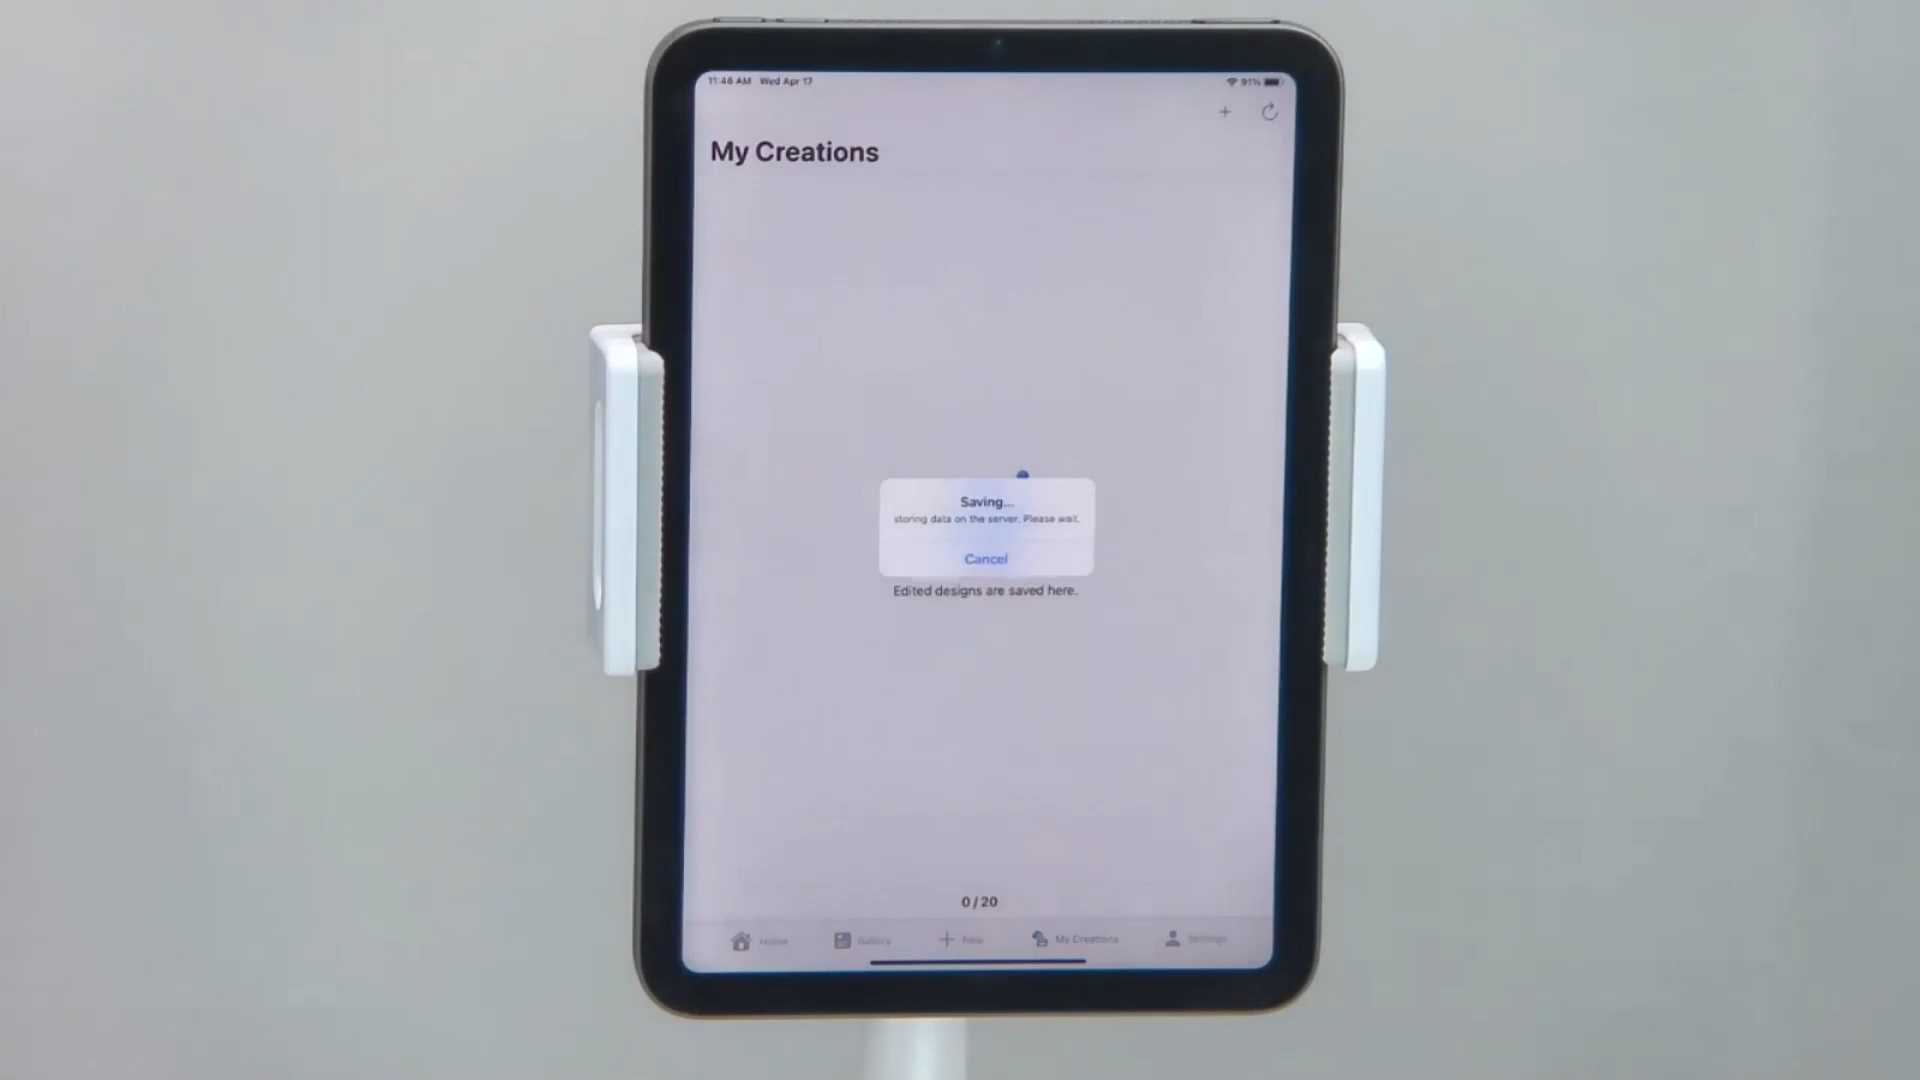 11:46 AM Wed Apr 17
91%
My Creations
Saving...
storing data on the server. Please wait.
Cancel
Edited designs are saved here.
0 / 20
Home Gallery New My Creations Settings